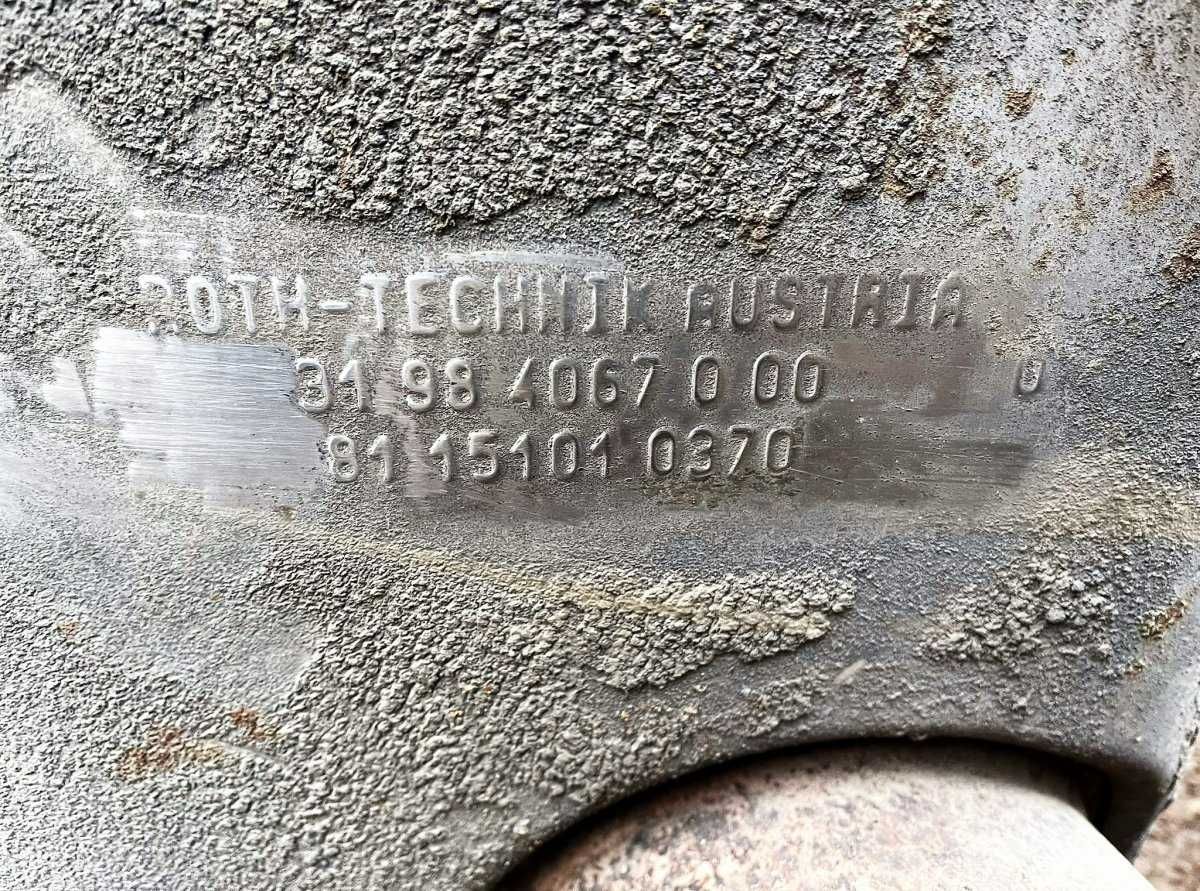 ROTH-TECHNIK AUSTRIA
31 98 4067 0 00 U
81 15101 0370